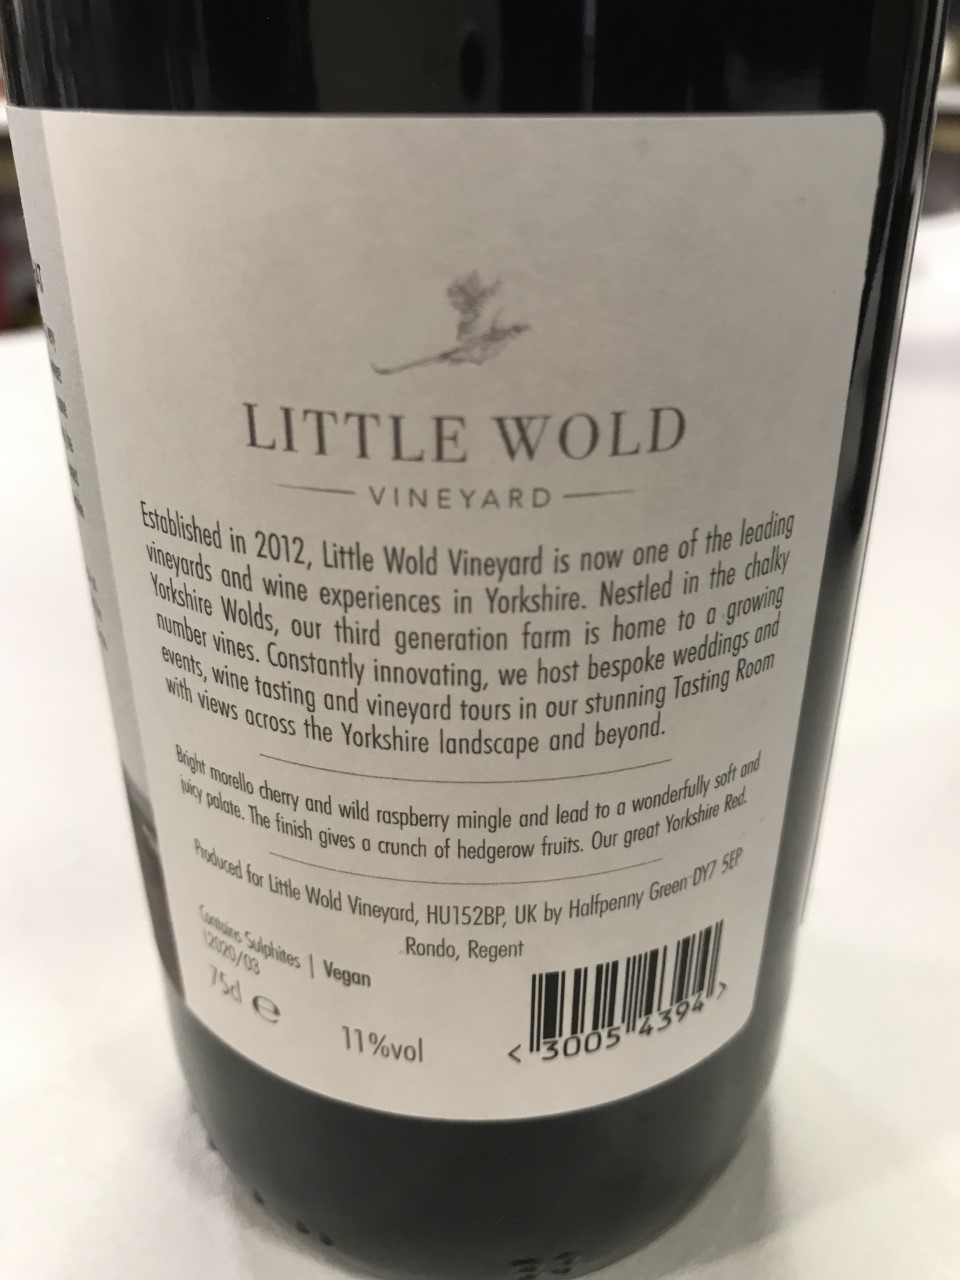 LITTLE WOLD
VINEYARD
Established in 2012, Little Wold Vineyard is now one of the leading
vineyards and wine experiences in Yorkshire. Nestled in the chalky
Yorkshire Wolds, our third generation farm is home to a growing
number vines. Constantly innovating, we host bespoke weddings and
events, wine tasting and vineyard tours in our stunning Tasting Room
with views across the Yorkshire landscape and beyond.
Bright morello cherry and wild raspberry mingle and lead to a wonderfully soft and
juicy palate. The finish gives a crunch of hedgerow fruits. Our great Yorkshire Red.
Produced for Little Wold Vineyard, HU152BP, UK by Halfpenny Green DY7 5EP
Rondo, Regent
Contains Sulphites | Vegan
L2020/03
75cl e
11%vol
< 3005 4394 >